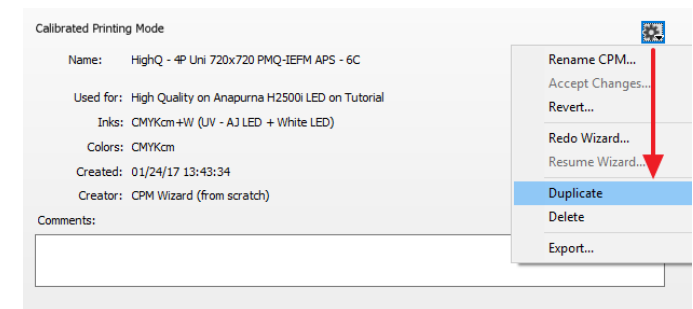 Calibrated Printing Mode
Name: HighQ - 4P Uni 720x720 PMQ-IEFM APS - 6C
Used for: High Quality on Anapurna H2500i LED on Tutorial
Inks: CMYKcm+W (UV - AJ LED + White LED)
Colors: CMYKcm
Created: 01/24/17 13:43:34
Creator: CPM Wizard (from scratch)
Comments:
Rename CPM...
Accept Changes...
Revert...
Redo Wizard...
Resume Wizard...
Duplicate
Delete
Export...